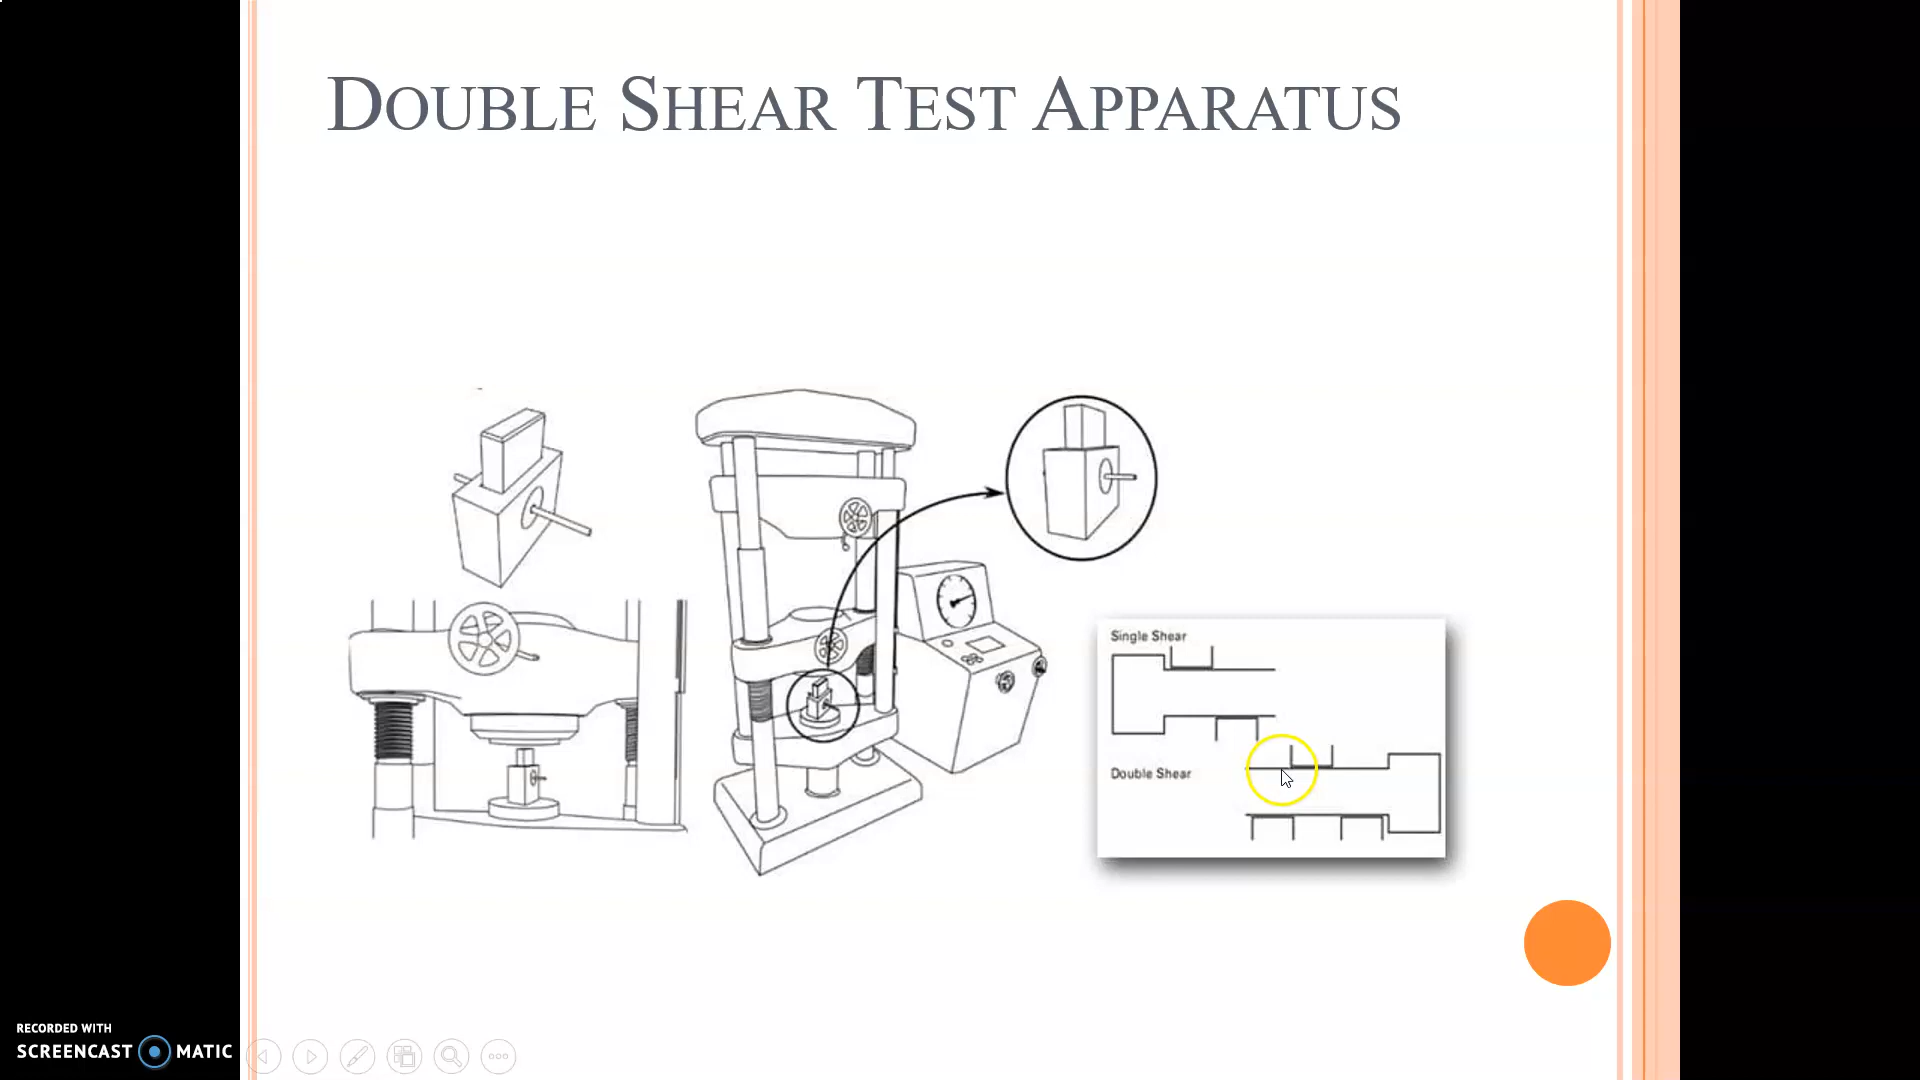 DOUBLE SHEAR TEST APPARATUS
Single Shear
Double Shear
RECORDED WITH
SCREENCAST MATIC